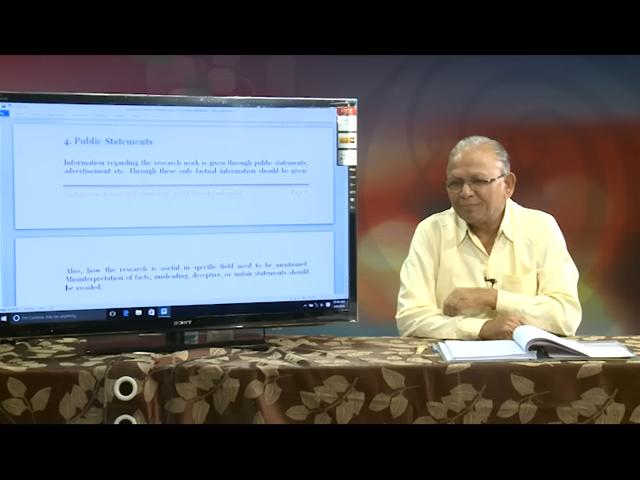 4. Public Statements
Information regarding the research work is given through public statements,
advertisement etc. Through these only factual information should be given
Also, how the research is useful in specific field need to be mentioned.
Misinterpretation of facts, misleading, deceptive, or unfair statements should
be avoided.
SONY